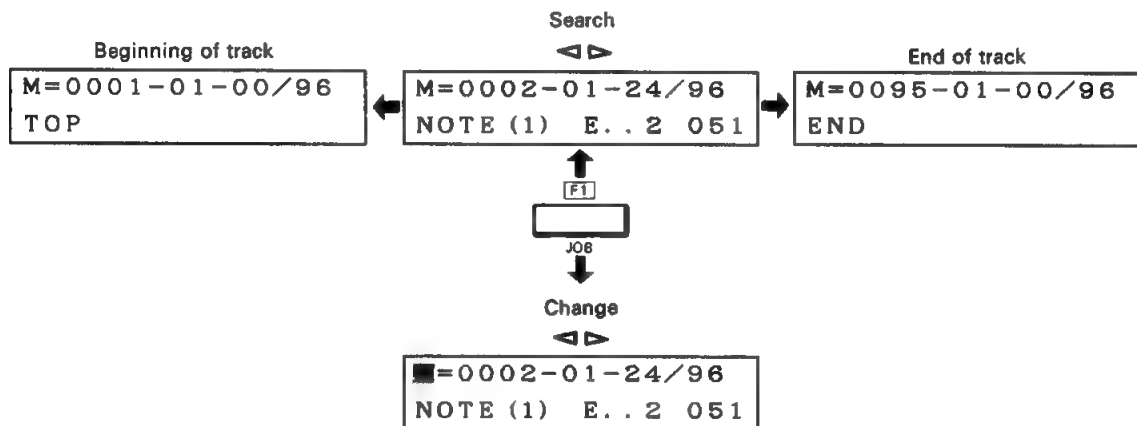 Search
Beginning of track
End of track
M=0001-01-00/96
TOP
M=0002-01-24/96
NOTE (1) E..2 051
M=0095-01-00/96
END
F1
JOB
Change
■=0002-01-24/96
NOTE (1) E..2 051